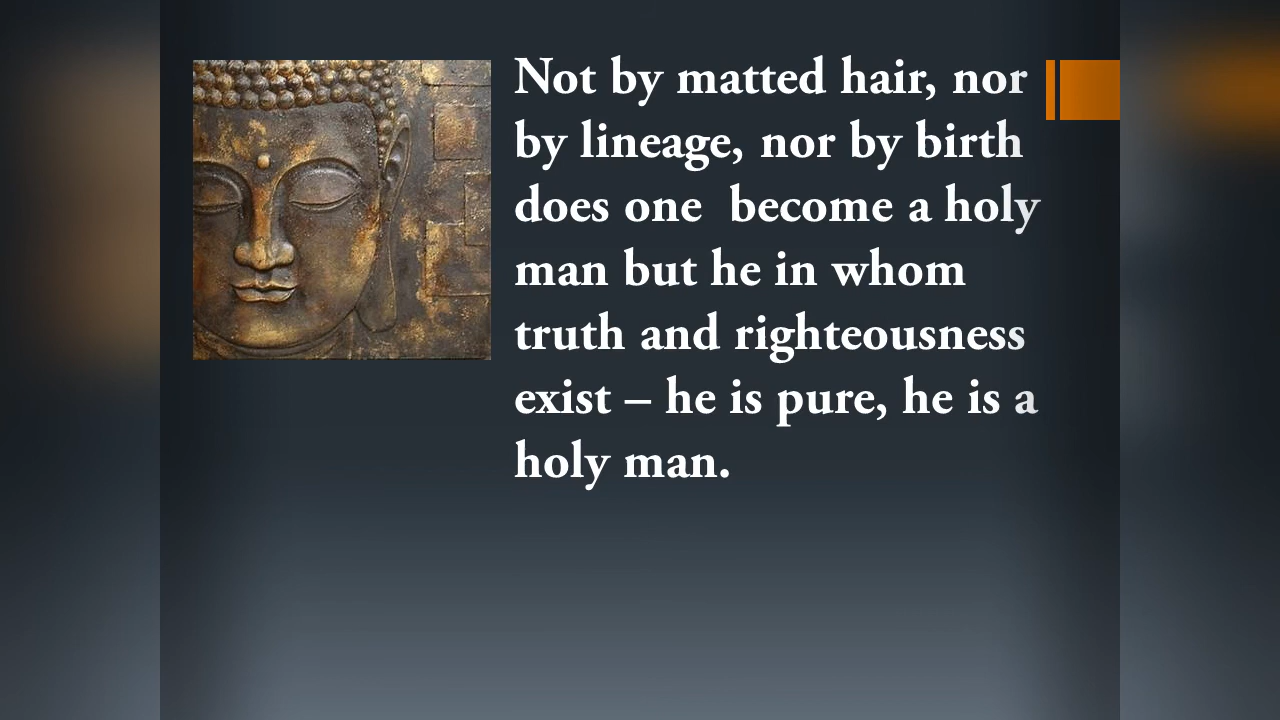 Not by matted hair, nor
by lineage, nor by birth
does one  become a holy
man but he in whom
truth and righteousness
exist – he is pure, he is a
holy man.